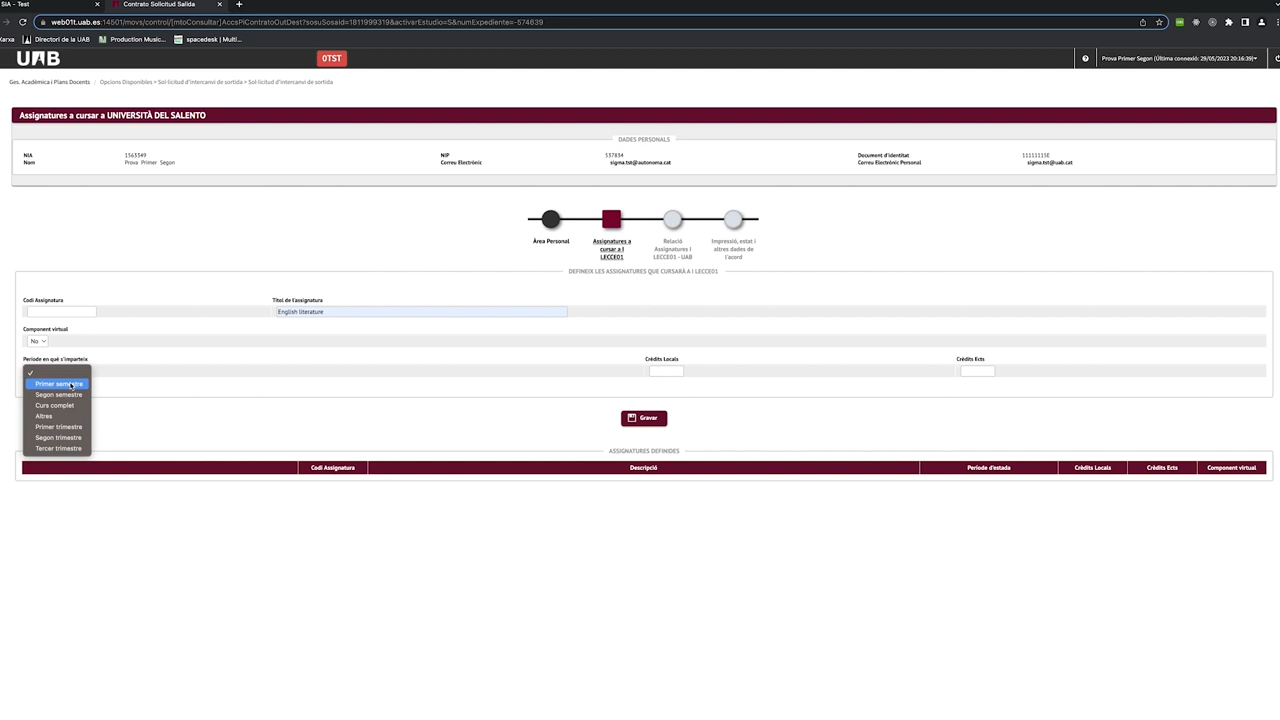 SIA - Test
Contrato Solicitud Salida
web01t.uab.es:14501/movs/control/[mtoConsultar]AccsPlContratoOutDest?sosuSosaId=1811999319&activarEstudio=S&numExpediente=-574839
Xarxa
Directori de la UAB
Production Music...
spacedesk | Multi...
UAB
0TST
Prova Primer Segon (Última connexió: 29/05/2023 20:16:39)
Ges. Acadèmica i Plans Docents / Opcions Disponibles > Sol·licitud d'intercanvi de sortida > Sol·licitud d'intercanvi de sortida
Assignatures a cursar a UNIVERSITÀ DEL SALENTO
DADES PERSONALS
NIA 1563349 NIP 537834 Document d'identitat 11111115E
Nom Prova Primer Segon Correu Electrònic sigma.tst@autonoma.cat Correu Electrònic Personal sigma.tst@uab.cat
Àrea Personal
Assignatures a
cursar a I
LECCE01
Relació
Assignatures I
LECCE01 - UAB
Impressió, estat i
altres dades de
l'acord
DEFINEIX LES ASSIGNATURES QUE CURSARÀ A I LECCE01
Codi Assignatura Títol de l'assignatura
English literature
Component virtual
No
Període en què s'imparteix Crèdits Locals Crèdits Ects
Primer semestre
Segon semestre
Curs complet
Altres
Primer trimestre
Segon trimestre
Tercer trimestre
Gravar
ASSIGNATURES DEFINIDES
Codi Assignatura Descripció Període d'estada Crèdits Locals Crèdits Ects Component virtual